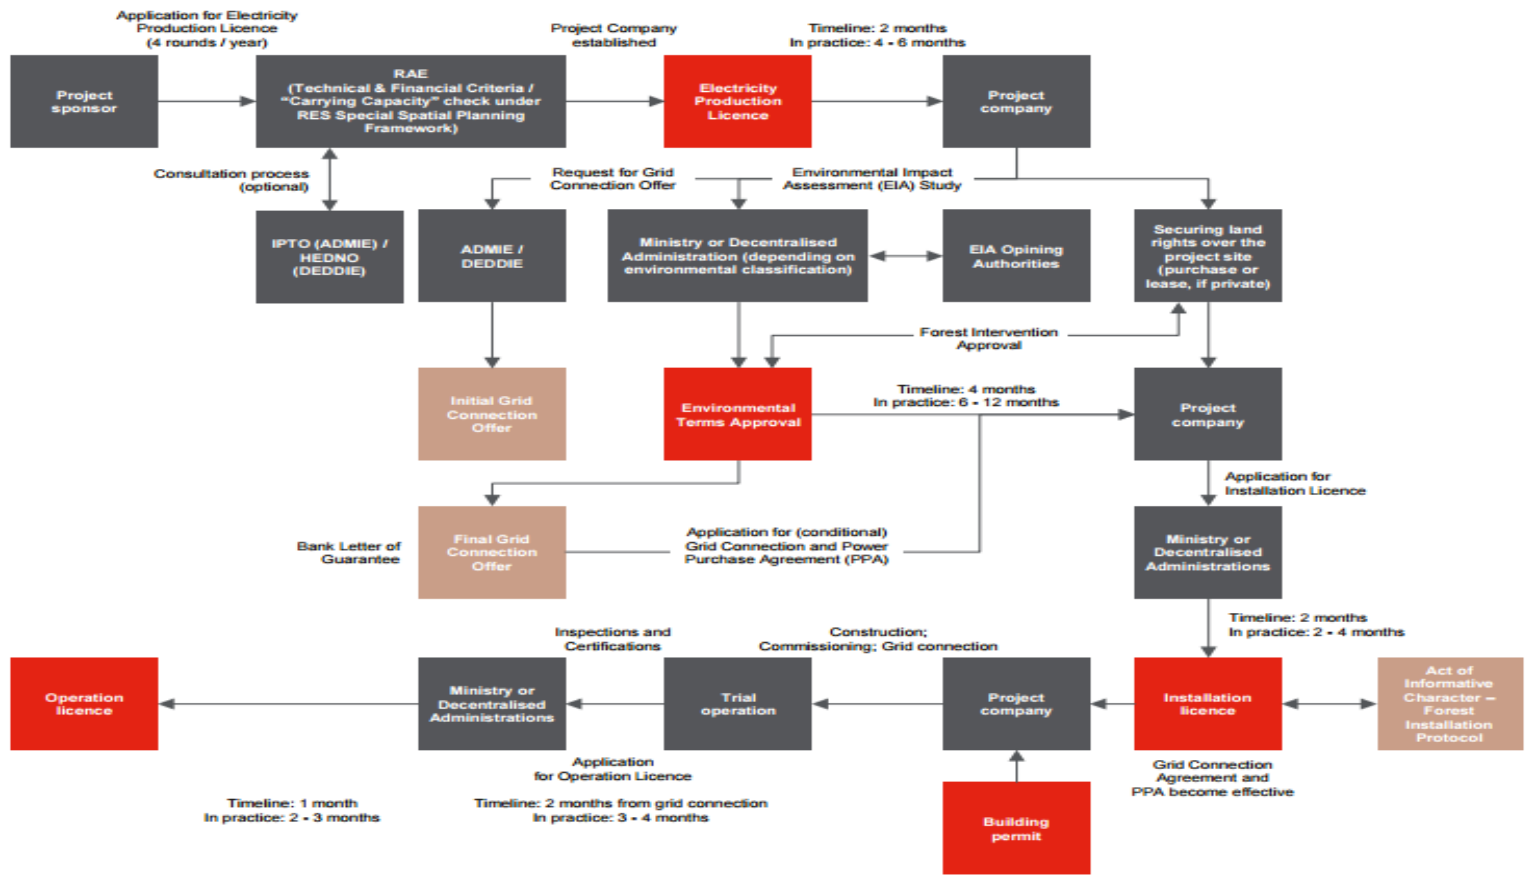 Application for Electricity
Production Licence
(4 rounds / year)
Project Company
established
Timeline: 2 months
In practice: 4 - 6 months
Project
sponsor
RAE
(Technical & Financial Criteria /
“Carrying Capacity” check under
RES Special Spatial Planning
Framework)
Electricity
Production
Licence
Project
company
Consultation process
(optional)
Request for Grid
Connection Offer
Environmental Impact
Assessment (EIA) Study
IPTO (ADMIE) /
HEDNO
(DEDDIE)
ADMIE /
DEDDIE
Ministry or Decentralised
Administration (depending on
environmental classification)
EIA Opining
Authorities
Securing land
rights over the
project site
(purchase or
lease, if private)
Forest Intervention
Approval
Initial Grid
Connection
Offer
Environmental
Terms Approval
Timeline: 4 months
In practice: 6 - 12 months
Project
company
Application for
Installation Licence
Bank Letter of
Guarantee
Final Grid
Connection
Offer
Application for (conditional)
Grid Connection and Power
Purchase Agreement (PPA)
Ministry or
Decentralised
Administrations
Timeline: 2 months
In practice: 2 - 4 months
Inspections and
Certifications
Construction;
Commissioning; Grid connection
Operation
licence
Ministry or
Decentralised
Administrations
Trial
operation
Project
company
Installation
licence
Act of
Informative
Character –
Forest
Installation
Protocol
Application
for Operation Licence
Grid Connection
Agreement and
PPA become effective
Timeline: 1 month
In practice: 2 - 3 months
Timeline: 2 months from grid connection
In practice: 3 - 4 months
Building
permit